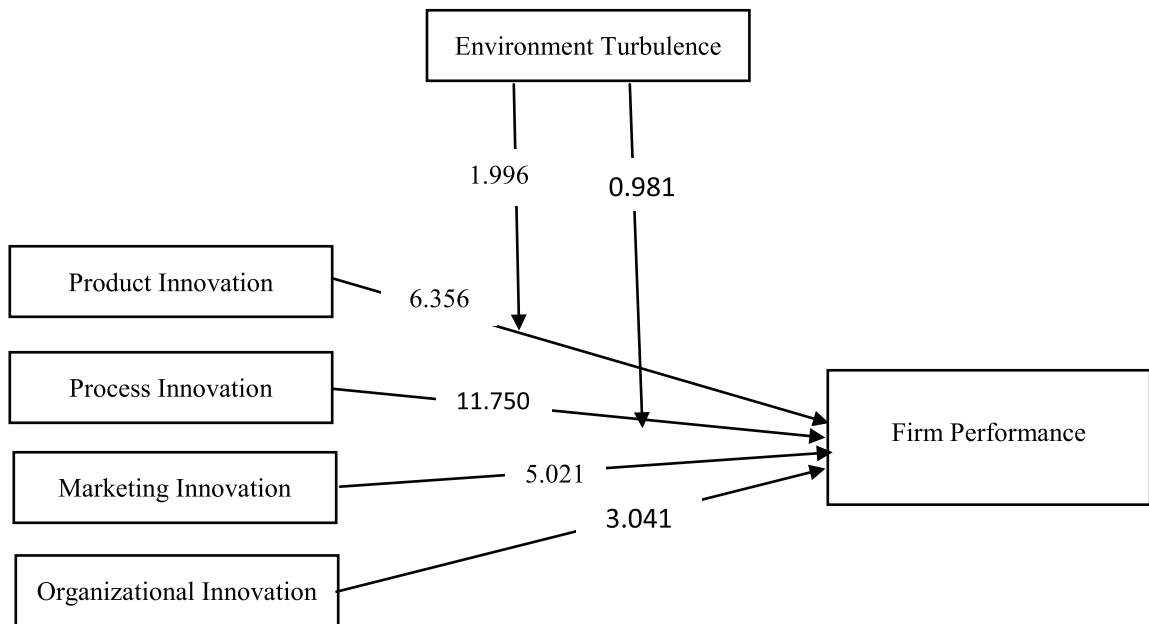 Environment Turbulence
1.996
0.981
Product Innovation
6.356
Process Innovation
11.750
Firm Performance
Marketing Innovation
5.021
3.041
Organizational Innovation